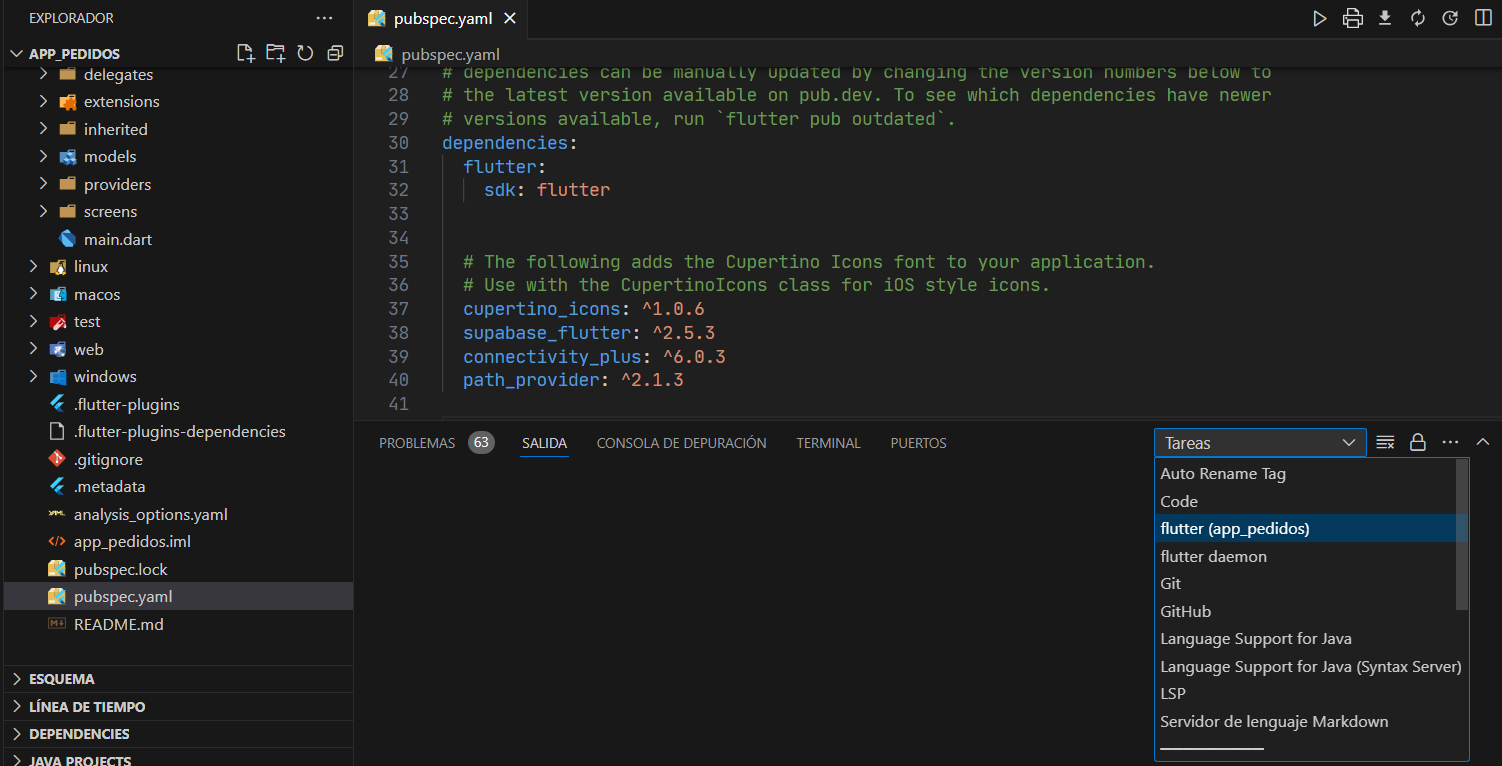 EXPLORADOR
APP_PEDIDOS
delegates
extensions
inherited
models
providers
screens
main.dart
linux
macos
test
web
windows
.flutter-plugins
.flutter-plugins-dependencies
.gitignore
.metadata
analysis_options.yaml
app_pedidos.iml
pubspec.lock
pubspec.yaml
README.md
ESQUEMA
LÍNEA DE TIEMPO
DEPENDENCIES
JAVA PROJECTS
pubspec.yaml
pubspec.yaml
27 # dependencies can be manually updated by changing the version numbers below to
28 # the latest version available on pub.dev. To see which dependencies have newer
29 # versions available, run `flutter pub outdated`.
30 dependencies:
31 flutter:
32 sdk: flutter
33
34
35 # The following adds the Cupertino Icons font to your application.
36 # Use with the CupertinoIcons class for iOS style icons.
37 cupertino_icons: ^1.0.6
38 supabase_flutter: ^2.5.3
39 connectivity_plus: ^6.0.3
40 path_provider: ^2.1.3
41
PROBLEMAS 63 SALIDA CONSOLA DE DEPURACIÓN TERMINAL PUERTOS
Tareas
Auto Rename Tag
Code
flutter (app_pedidos)
flutter daemon
Git
GitHub
Language Support for Java
Language Support for Java (Syntax Server)
LSP
Servidor de lenguaje Markdown